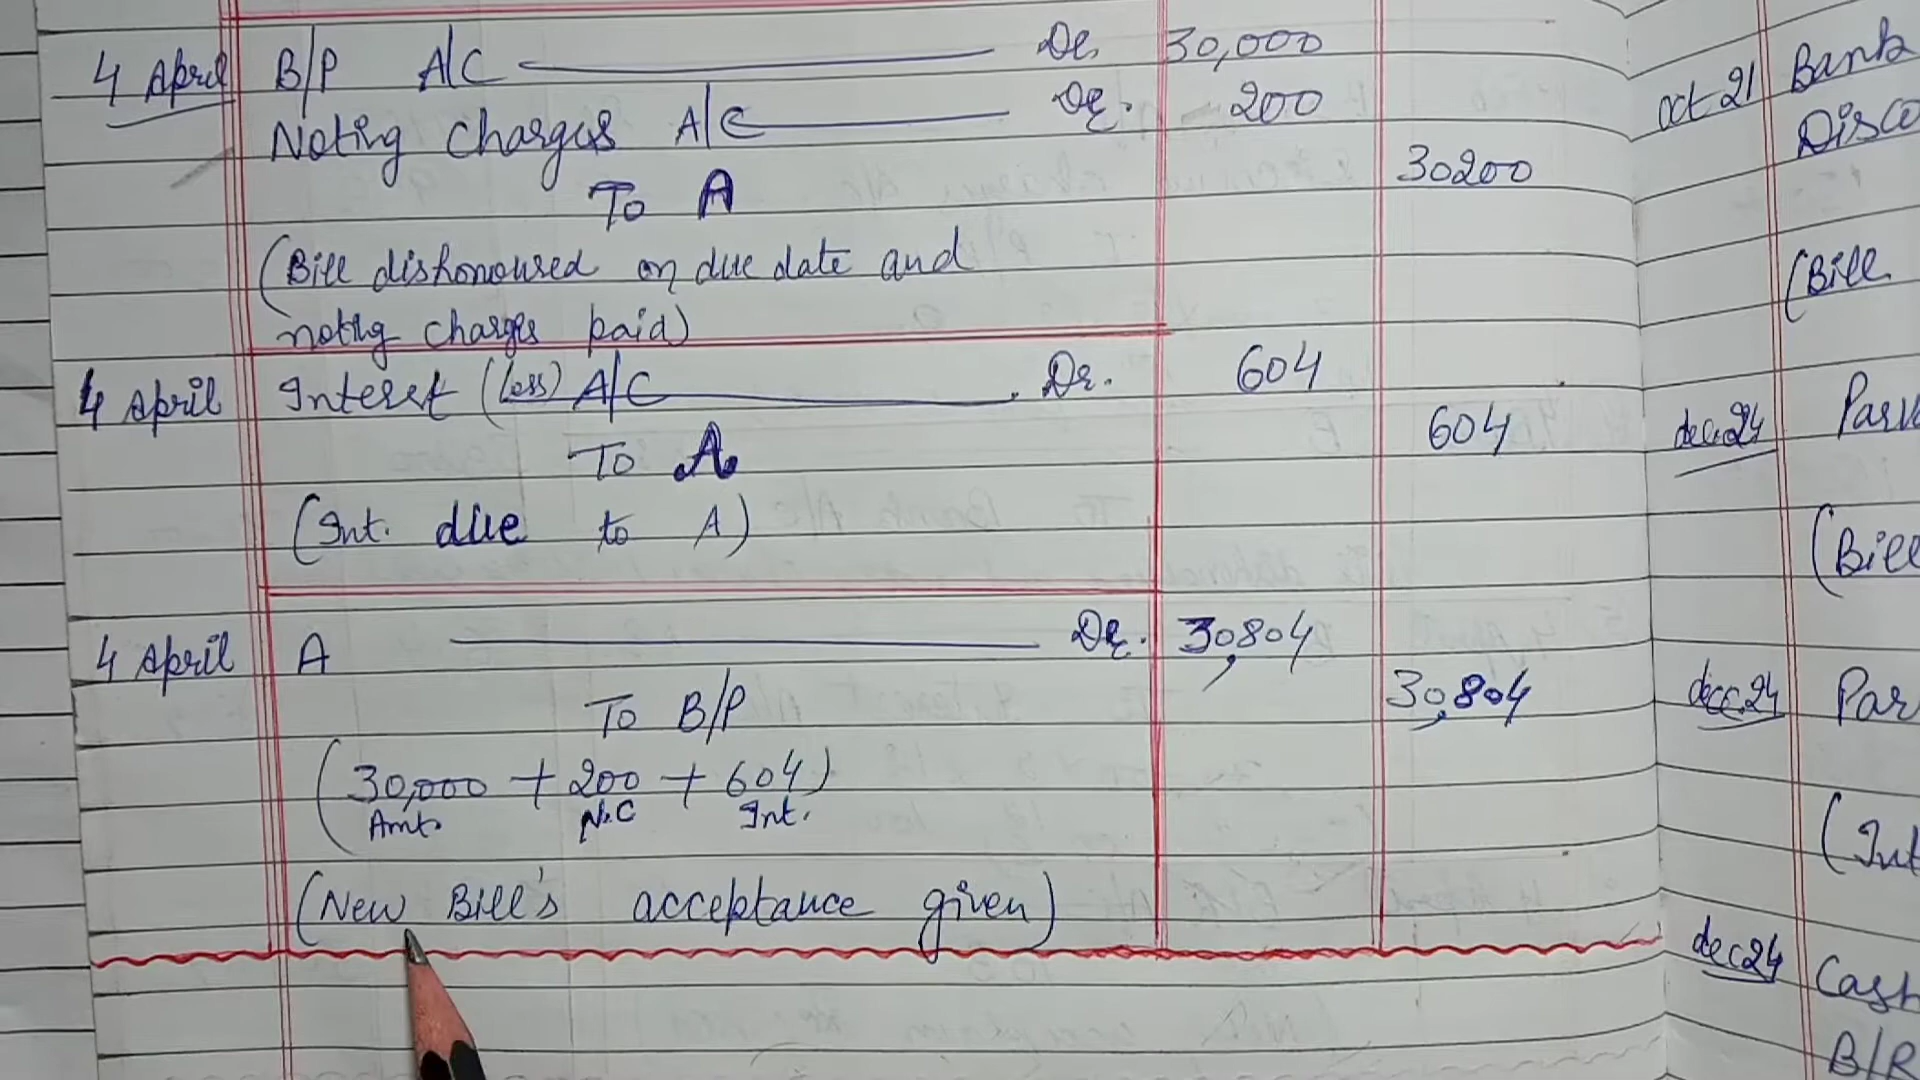 4 April B/P A/C Dr. 30,000
Noting charges A/C Dr. 200
To A 30200
(Bill dishonoured on due date and
noting charges paid)
4 April Interest (Loss) A/C Dr. 604
To A 604
(Int. due to A)
4 April A Dr. 30,804
To B/P 30,804
(30,000 + 200 + 604)
Amt. N.C Int.
(New Bill's acceptance given)
Oct 21 Bank
Disco
(Bill
dec 24 Parv
(Bill
dec 24 Par
(Int
dec 24 Cash
B/R